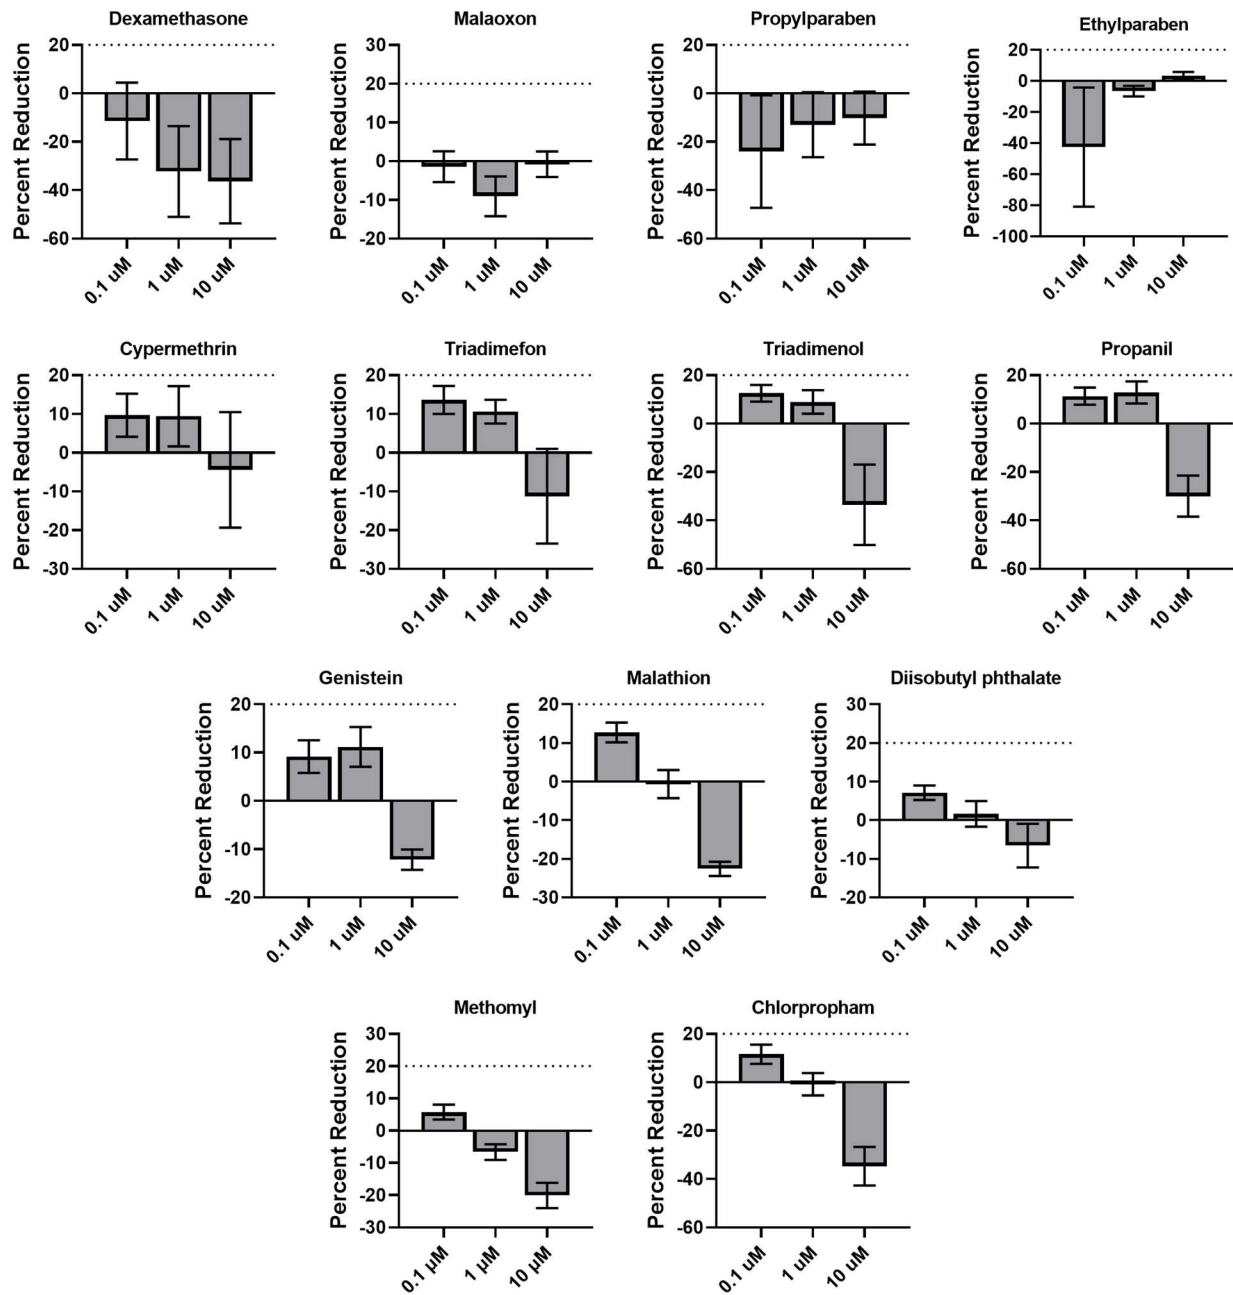 Dexamethasone
Percent Reduction
20
0
-20
-40
-60
0.1 uM
1 uM
10 uM
Malaoxon
Percent Reduction
30
20
10
0
-10
-20
0.1 uM
1 uM
10 uM
Propylparaben
Percent Reduction
20
0
-20
-40
-60
0.1 uM
1 uM
10 uM
Ethylparaben
Percent Reduction
20
0
-20
-40
-60
-80
-100
0.1 uM
1 uM
10 uM
Cypermethrin
Percent Reduction
20
10
0
-10
-20
-30
0.1 uM
1 uM
10 uM
Triadimefon
Percent Reduction
20
10
0
-10
-20
-30
0.1 uM
1 uM
10 uM
Triadimenol
Percent Reduction
20
0
-20
-40
-60
0.1 uM
1 uM
10 uM
Propanil
Percent Reduction
20
0
-20
-40
-60
0.1 uM
1 uM
10 uM
Genistein
Percent Reduction
20
10
0
-10
-20
0.1 uM
1 uM
10 uM
Malathion
Percent Reduction
20
10
0
-10
-20
-30
0.1 uM
1 uM
10 uM
Diisobutyl phthalate
Percent Reduction
30
20
10
0
-10
-20
0.1 uM
1 uM
10 uM
Methomyl
Percent Reduction
30
20
10
0
-10
-20
-30
0.1 µM
1 µM
10 µM
Chlorpropham
Percent Reduction
20
0
-20
-40
-60
0.1 uM
1 uM
10 uM